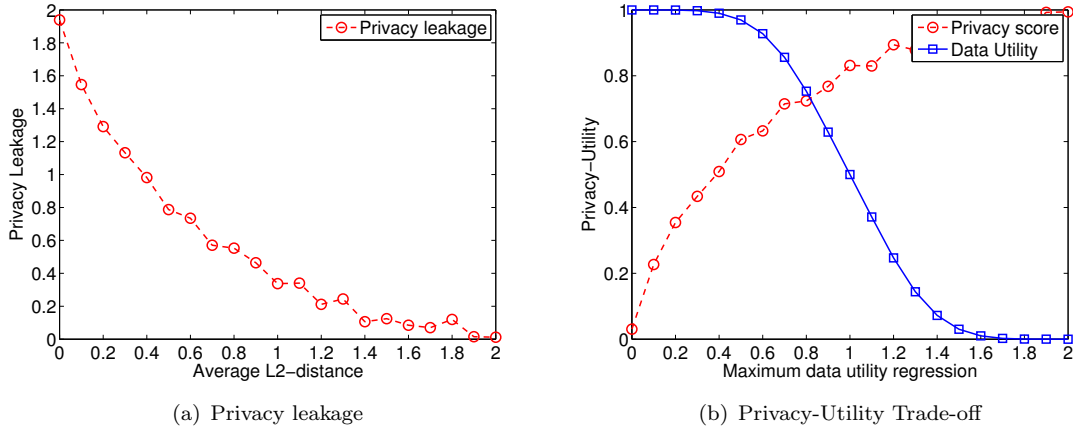 2
1.8
1.6
1.4
1.2
1
0.8
0.6
0.4
0.2
0
Privacy Leakage
Privacy leakage
0 0.2 0.4 0.6 0.8 1 1.2 1.4 1.6 1.8 2
Average L2-distance
(a) Privacy leakage
1
0.8
0.6
0.4
0.2
0
Privacy-Utility
Privacy score
Data Utility
0 0.2 0.4 0.6 0.8 1 1.2 1.4 1.6 1.8 2
Maximum data utility regression
(b) Privacy-Utility Trade-off